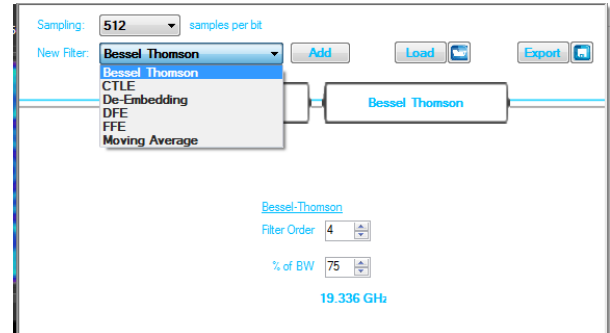 Sampling: 512 samples per bit
New Filter: Bessel Thomson Add Load Export
Bessel Thomson
CTLE
De-Embedding
DFE
FFE
Moving Average
Bessel Thomson
Bessel-Thomson
Filter Order 4
% of BW 75
19.336 GHz